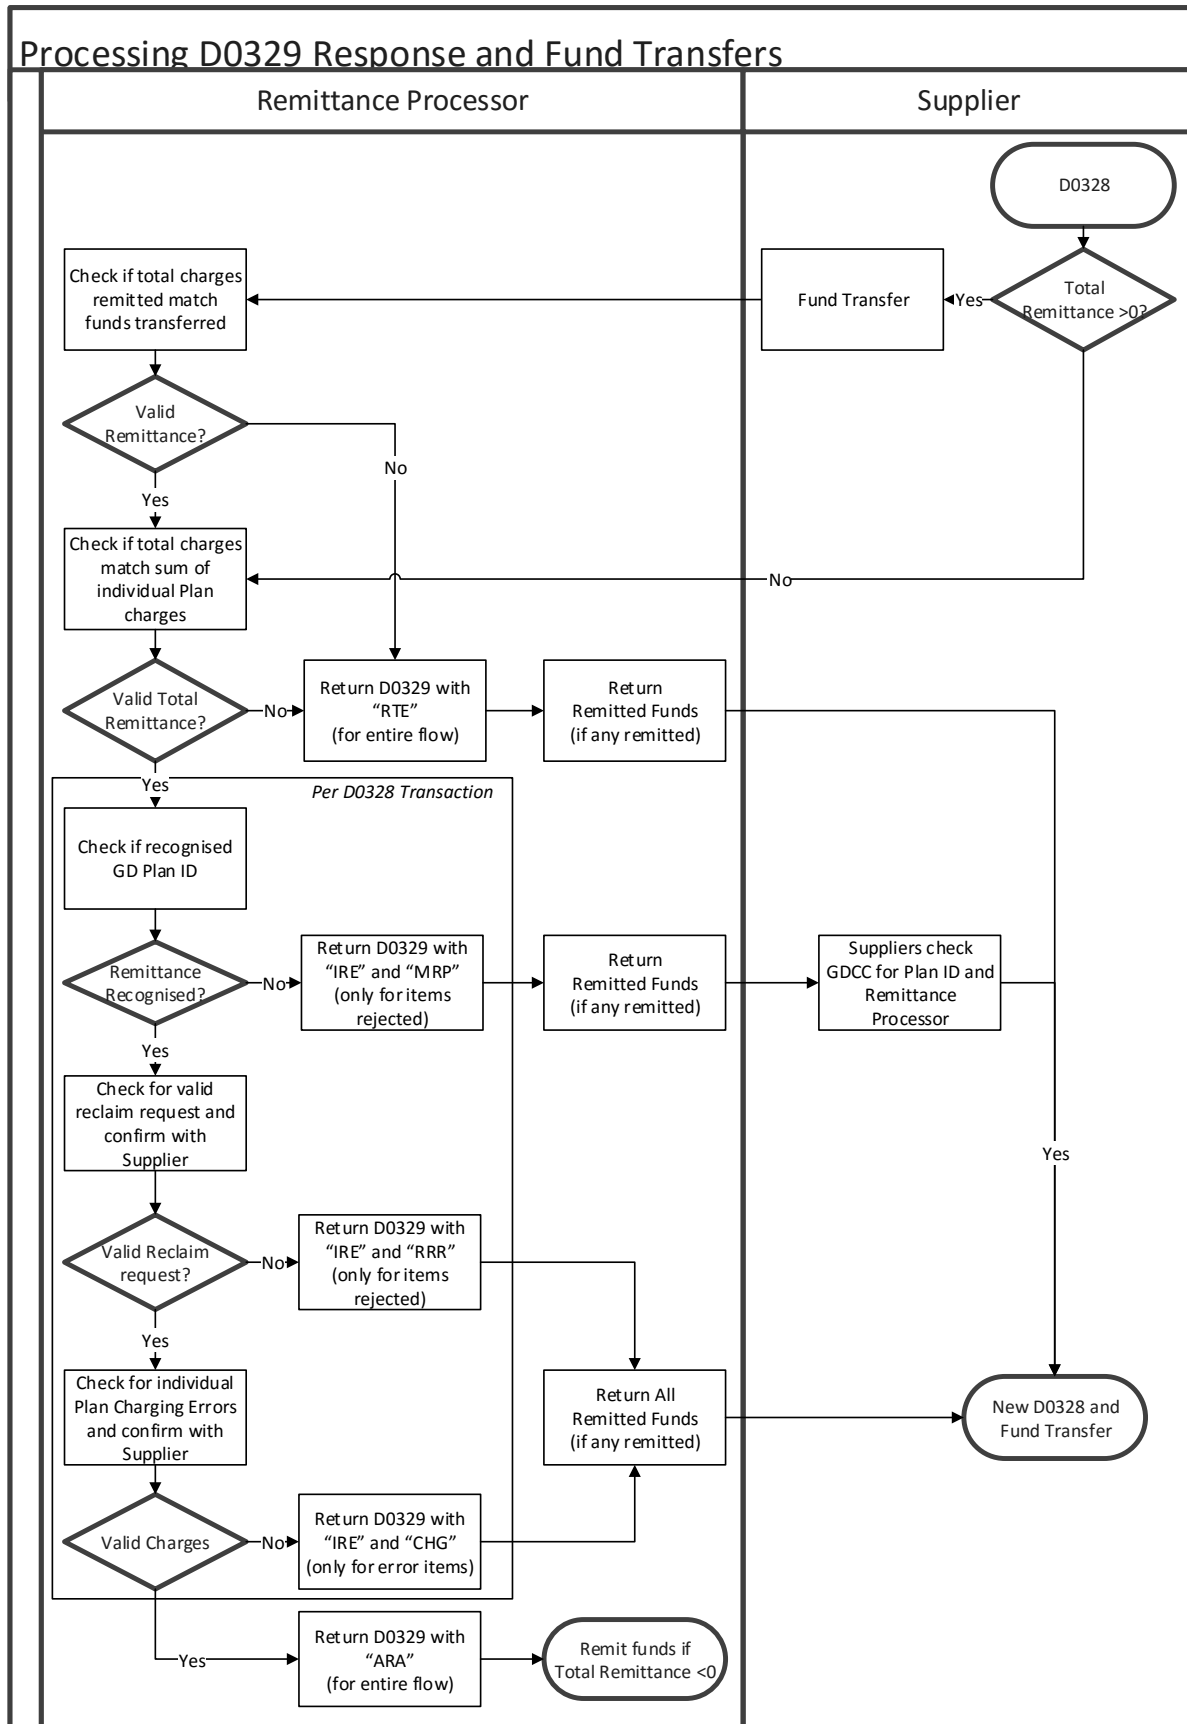 Processing D0329 Response and Fund Transfers
Remittance Processor
Supplier
D0328
Check if total charges
remitted match
funds transferred
Fund Transfer
Yes
Total
Remittance >0?
Valid
Remittance?
No
Yes
Check if total charges
match sum of
individual Plan
charges
No
Valid Total
Remittance?
No
Return D0329 with
“RTE”
(for entire flow)
Return
Remitted Funds
(if any remitted)
Yes
Per D0328 Transaction
Check if recognised
GD Plan ID
Remittance
Recognised?
No
Return D0329 with
“IRE” and “MRP”
(only for items
rejected)
Return
Remitted Funds
(if any remitted)
Suppliers check
GDCC for Plan ID and
Remittance
Processor
Yes
Check for valid
reclaim request and
confirm with
Supplier
Yes
Valid Reclaim
request?
No
Return D0329 with
“IRE” and “RRR”
(only for items
rejected)
Yes
Check for individual
Plan Charging Errors
and confirm with
Supplier
Return All
Remitted Funds
(if any remitted)
New D0328 and
Fund Transfer
Valid Charges
No
Return D0329 with
“IRE” and “CHG”
(only for error items)
Yes
Return D0329 with
“ARA”
(for entire flow)
Remit funds if
Total Remittance <0